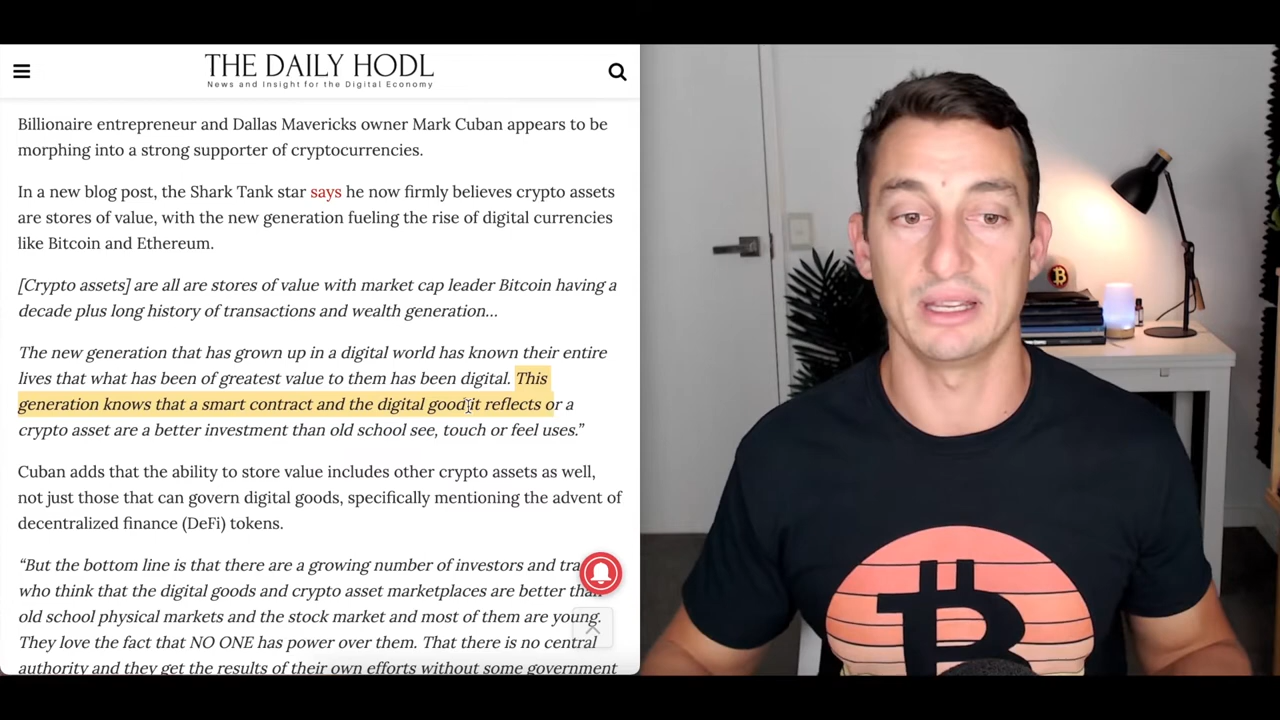 THE DAILY HODL
News and Insight for the Digital Economy
Billionaire entrepreneur and Dallas Mavericks owner Mark Cuban appears to be
morphing into a strong supporter of cryptocurrencies.
In a new blog post, the Shark Tank star says he now firmly believes crypto assets
are stores of value, with the new generation fueling the rise of digital currencies
like Bitcoin and Ethereum.
[Crypto assets] are all are stores of value with market cap leader Bitcoin having a
decade plus long history of transactions and wealth generation...
The new generation that has grown up in a digital world has known their entire
lives that what has been of greatest value to them has been digital. This
generation knows that a smart contract and the digital good it reflects or a
crypto asset are a better investment than old school see, touch or feel uses.”
Cuban adds that the ability to store value includes other crypto assets as well,
not just those that can govern digital goods, specifically mentioning the advent of
decentralized finance (DeFi) tokens.
“But the bottom line is that there are a growing number of investors and
who think that the digital goods and crypto asset marketplaces are better
old school physical markets and the stock market and most of them are young.
They love the fact that NO ONE has power over them. That there is no central
authority and they get the results of their own efforts without some government